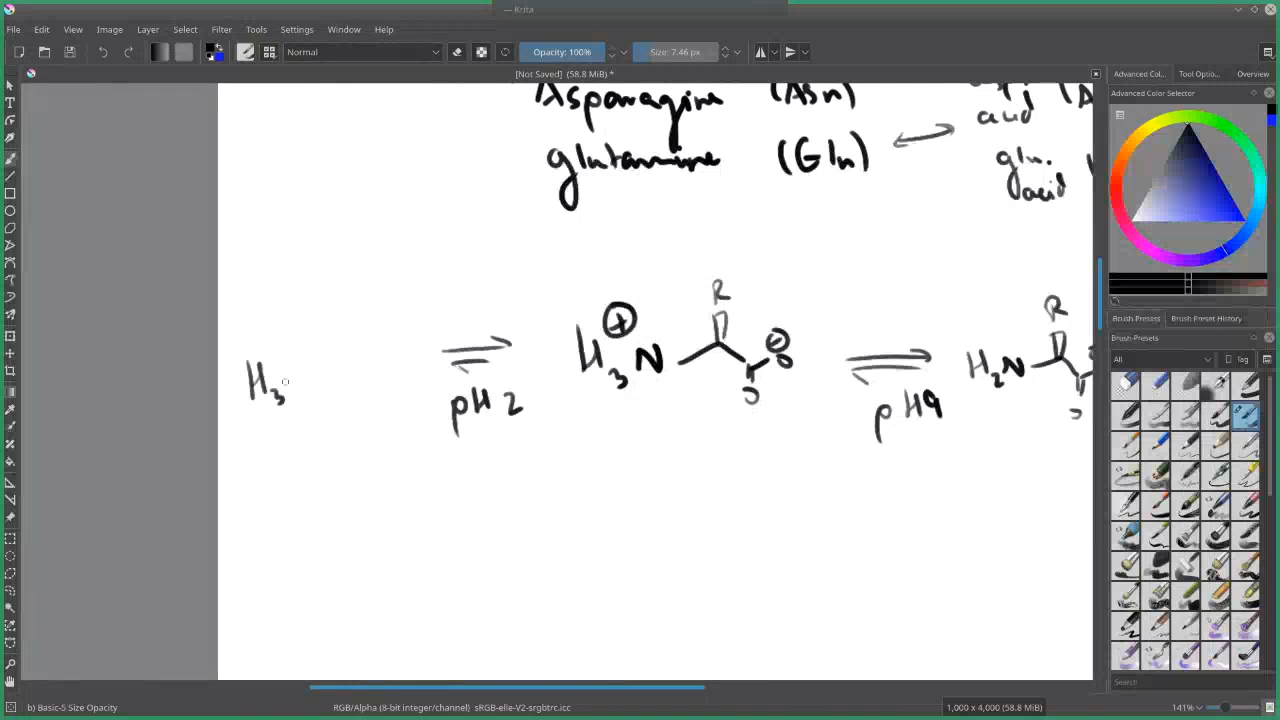 — Krita
File Edit View Image Layer Select Filter Tools Settings Window Help
Normal Opacity: 100% Size: 7.46 px
[Not Saved] (58.8 MiB) * Advanced Col... Tool Optio... Overview
Advanced Color Selector
Asparagine (Asn)
acid
glutamine (Gln)
gln.
acid
R
H3N⊕ ⊖O
O
pH 2
H3
R
H2N
pH9
Brush Presets Brush Preset History
Brush Presets
All Tag
Search
b) Basic-5 Size Opacity RGB/Alpha (8-bit integer/channel) sRGB-elle-V2-srgbtrc.icc 1,000 x 4,000 (58.8 MiB) 141%